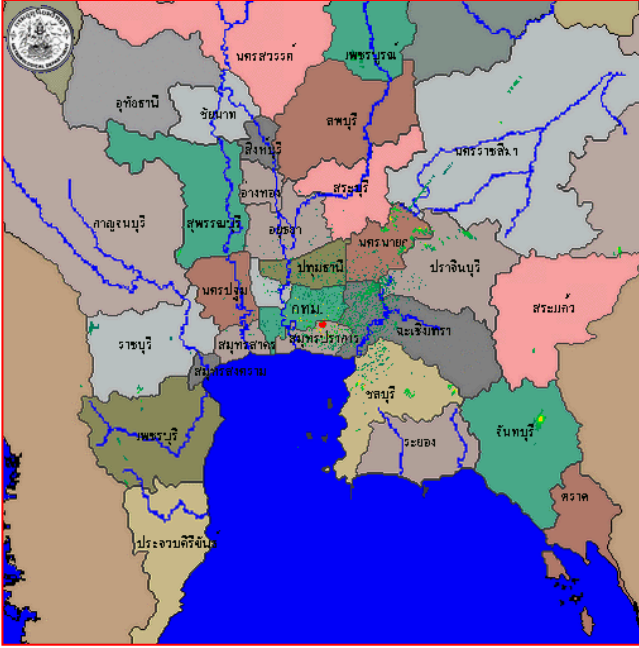 นครสวรรค์
เพชรบูรณ์
อุทัยธานี
ชัยนาท
ลพบุรี
สิงห์บุรี
นครราชสีมา
สระบุรี
อ่างทอง
กาญจนบุรี
สุพรรณบุรี
อยุธยา
นครนายก
ปทุมธานี
ปราจีนบุรี
นครปฐม
กทม.
สระแก้ว
ฉะเชิงเทรา
ราชบุรี
สมุทรสาคร
สมุทรปราการ
สมุทรสงคราม
ชลบุรี
เพชรบุรี
ระยอง
จันทบุรี
ตราด
ประจวบคีรีขันธ์